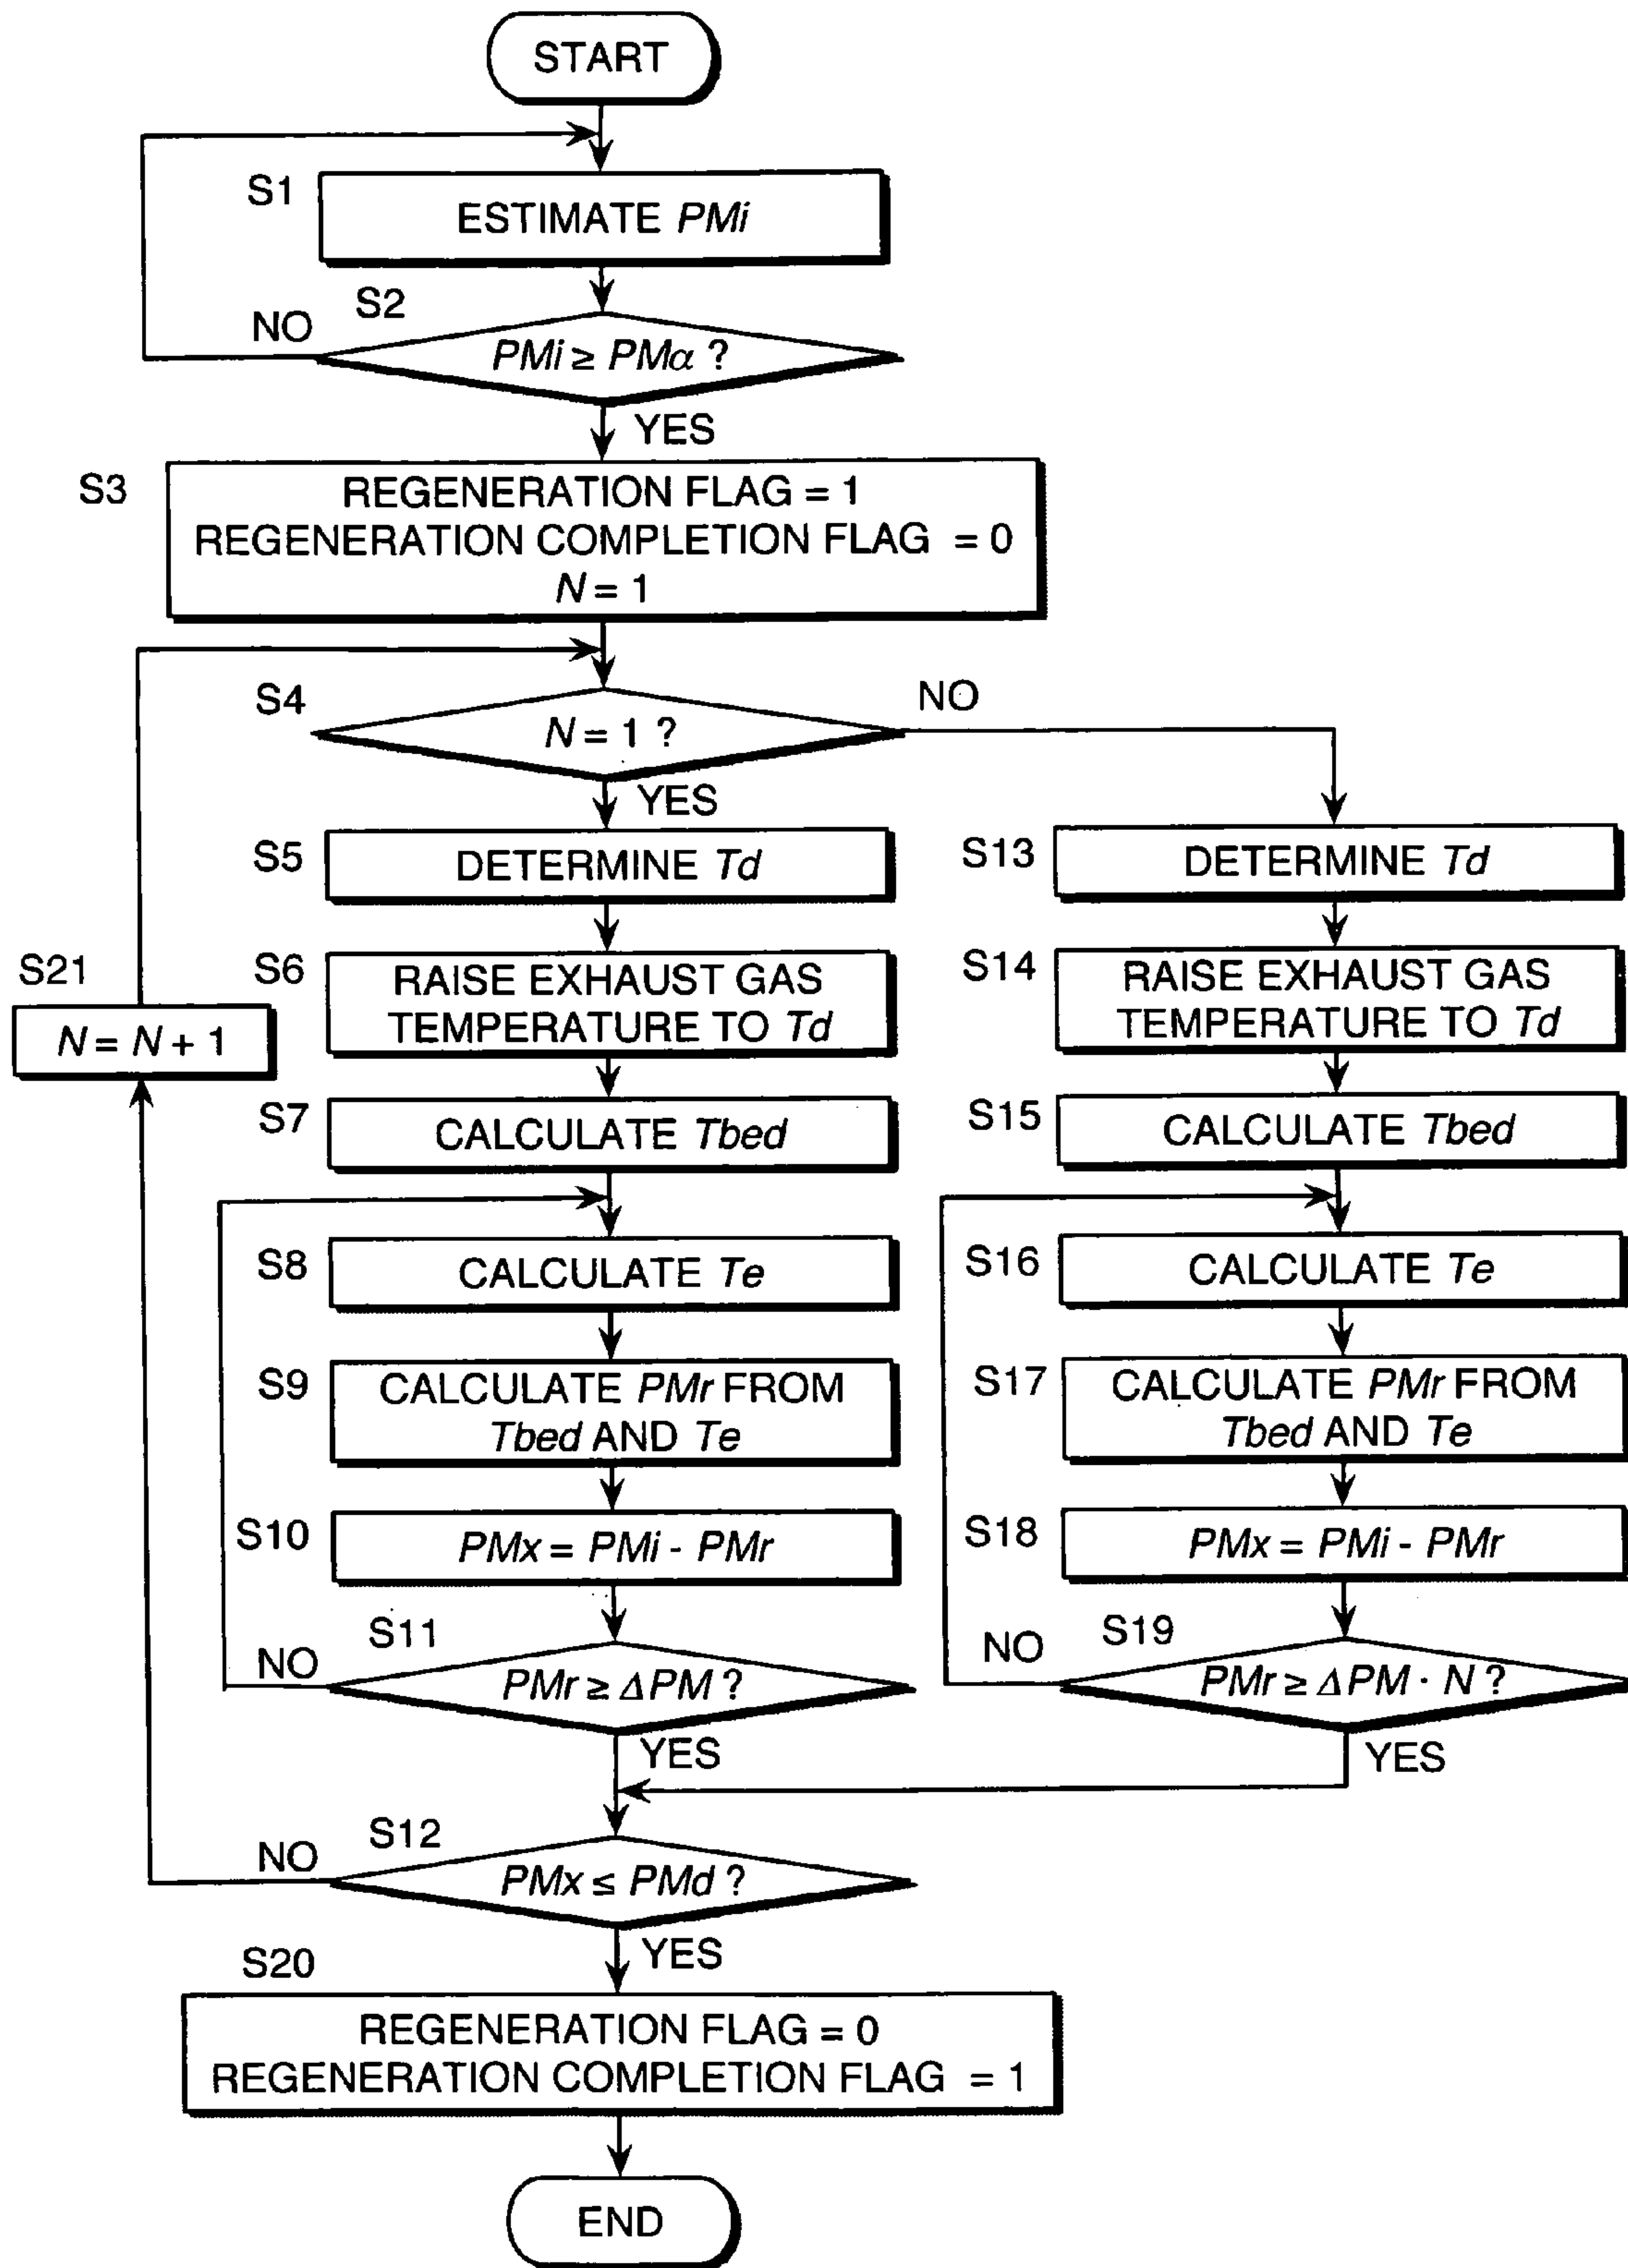 START
S1
ESTIMATE PMi
S2
NO
PMi ≥ PMα ?
YES
S3
REGENERATION FLAG = 1
REGENERATION COMPLETION FLAG = 0
N = 1
S4
NO
N = 1 ?
YES
S5
DETERMINE Td
S13
DETERMINE Td
S21
N = N + 1
S6
RAISE EXHAUST GAS
TEMPERATURE TO Td
S14
RAISE EXHAUST GAS
TEMPERATURE TO Td
S7
CALCULATE Tbed
S15
CALCULATE Tbed
S8
CALCULATE Te
S16
CALCULATE Te
S9
CALCULATE PMr FROM
Tbed AND Te
S17
CALCULATE PMr FROM
Tbed AND Te
S10
PMx = PMi - PMr
S18
PMx = PMi - PMr
S11
NO
PMr ≥ ΔPM ?
YES
S19
NO
PMr ≥ ΔPM · N ?
YES
S12
NO
PMx ≤ PMd ?
YES
S20
REGENERATION FLAG = 0
REGENERATION COMPLETION FLAG = 1
END